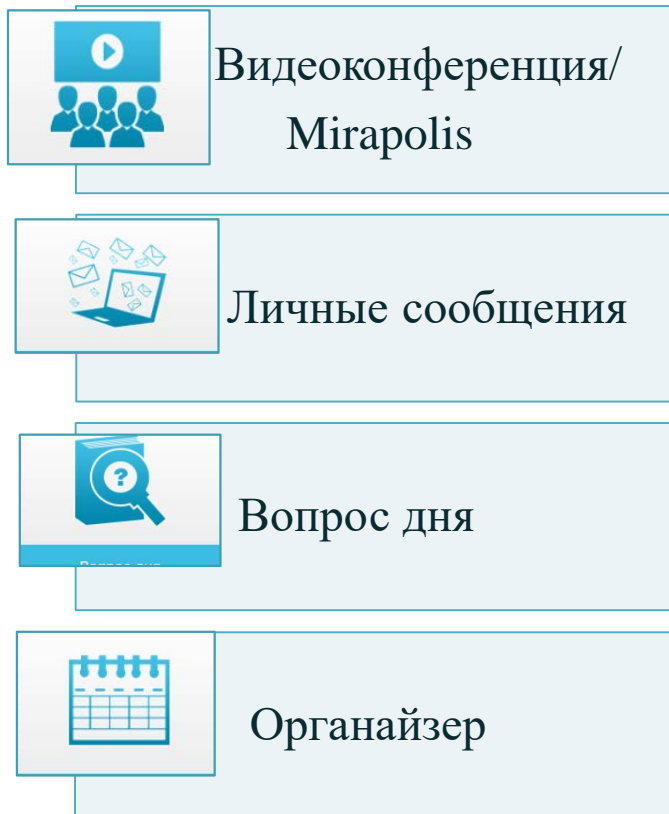 Видеоконференция/
Mirapolis
Личные сообщения
?
Вопрос дня
Органайзер